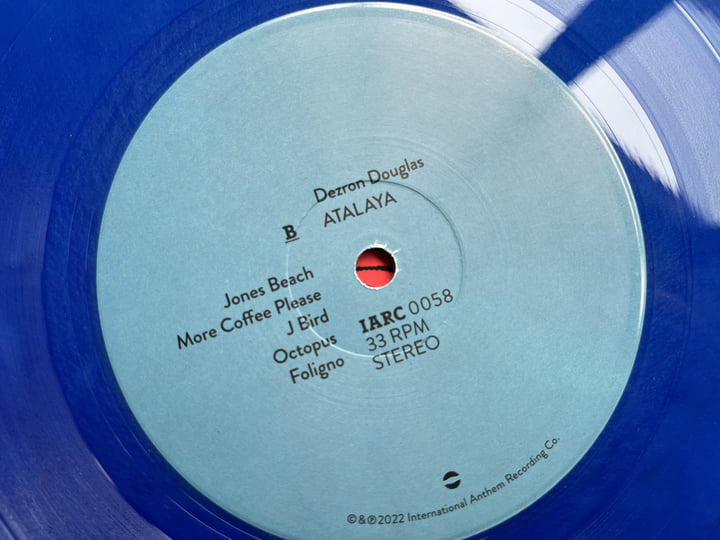 Dezron Douglas
ATALAYA
B
Jones Beach
More Coffee Please
J Bird
Octopus
Foligno
IARC 0058
33 RPM
STEREO
©&℗2022 International Anthem Recording Co.